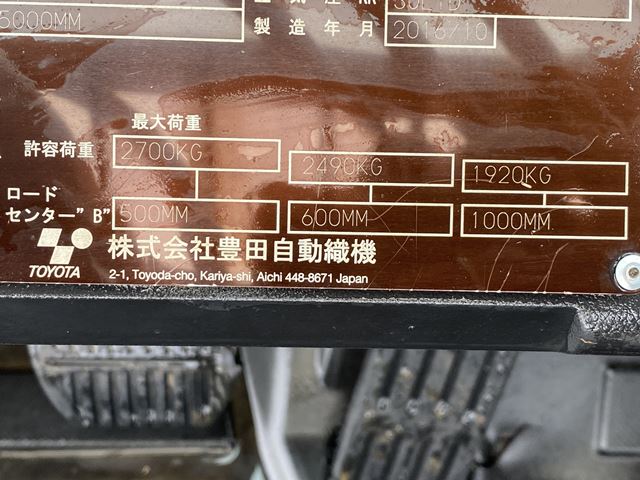 5000MM
製造年月 2016/10
最大荷重
許容荷重 2700KG 2490KG 1920KG
ロード
センター"B" 500MM 600MM 1000MM
TOYOTA 株式会社豊田自動織機
2-1, Toyoda-cho, Kariya-shi, Aichi 448-8671 Japan